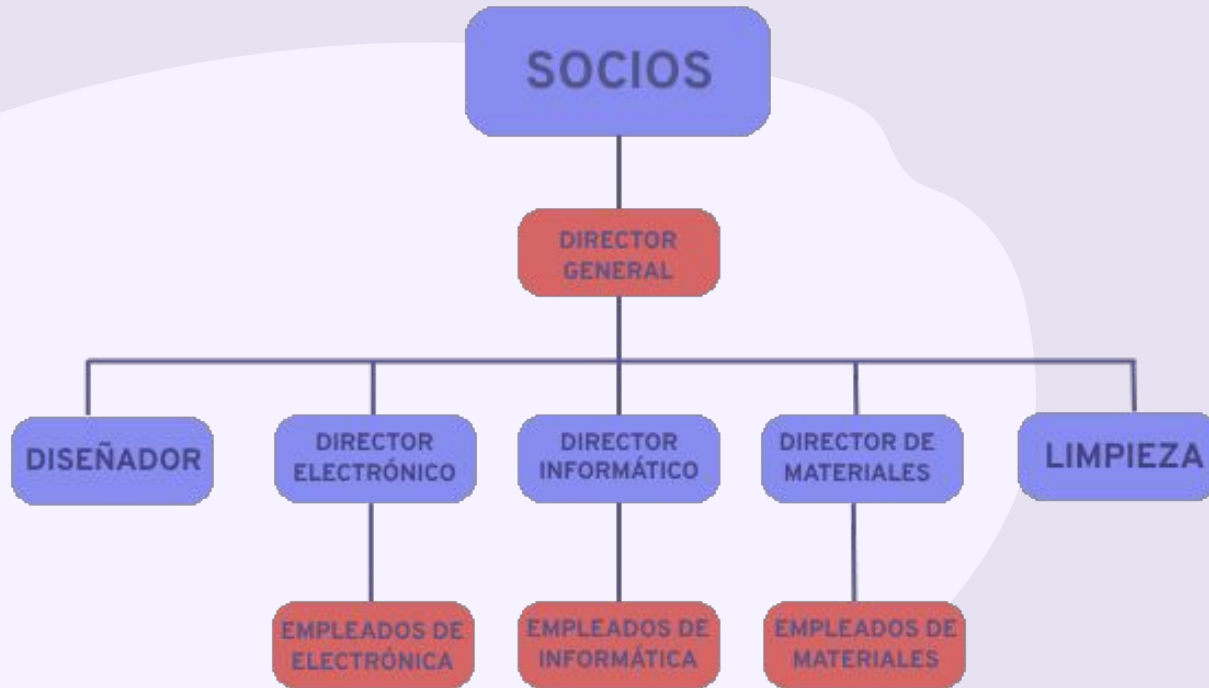 SOCIOS
DIRECTOR
GENERAL
DISEÑADOR
DIRECTOR
ELECTRÓNICO
DIRECTOR
INFORMÁTICO
DIRECTOR DE
MATERIALES
LIMPIEZA
EMPLEADOS DE
ELECTRÓNICA
EMPLEADOS DE
INFORMÁTICA
EMPLEADOS DE
MATERIALES